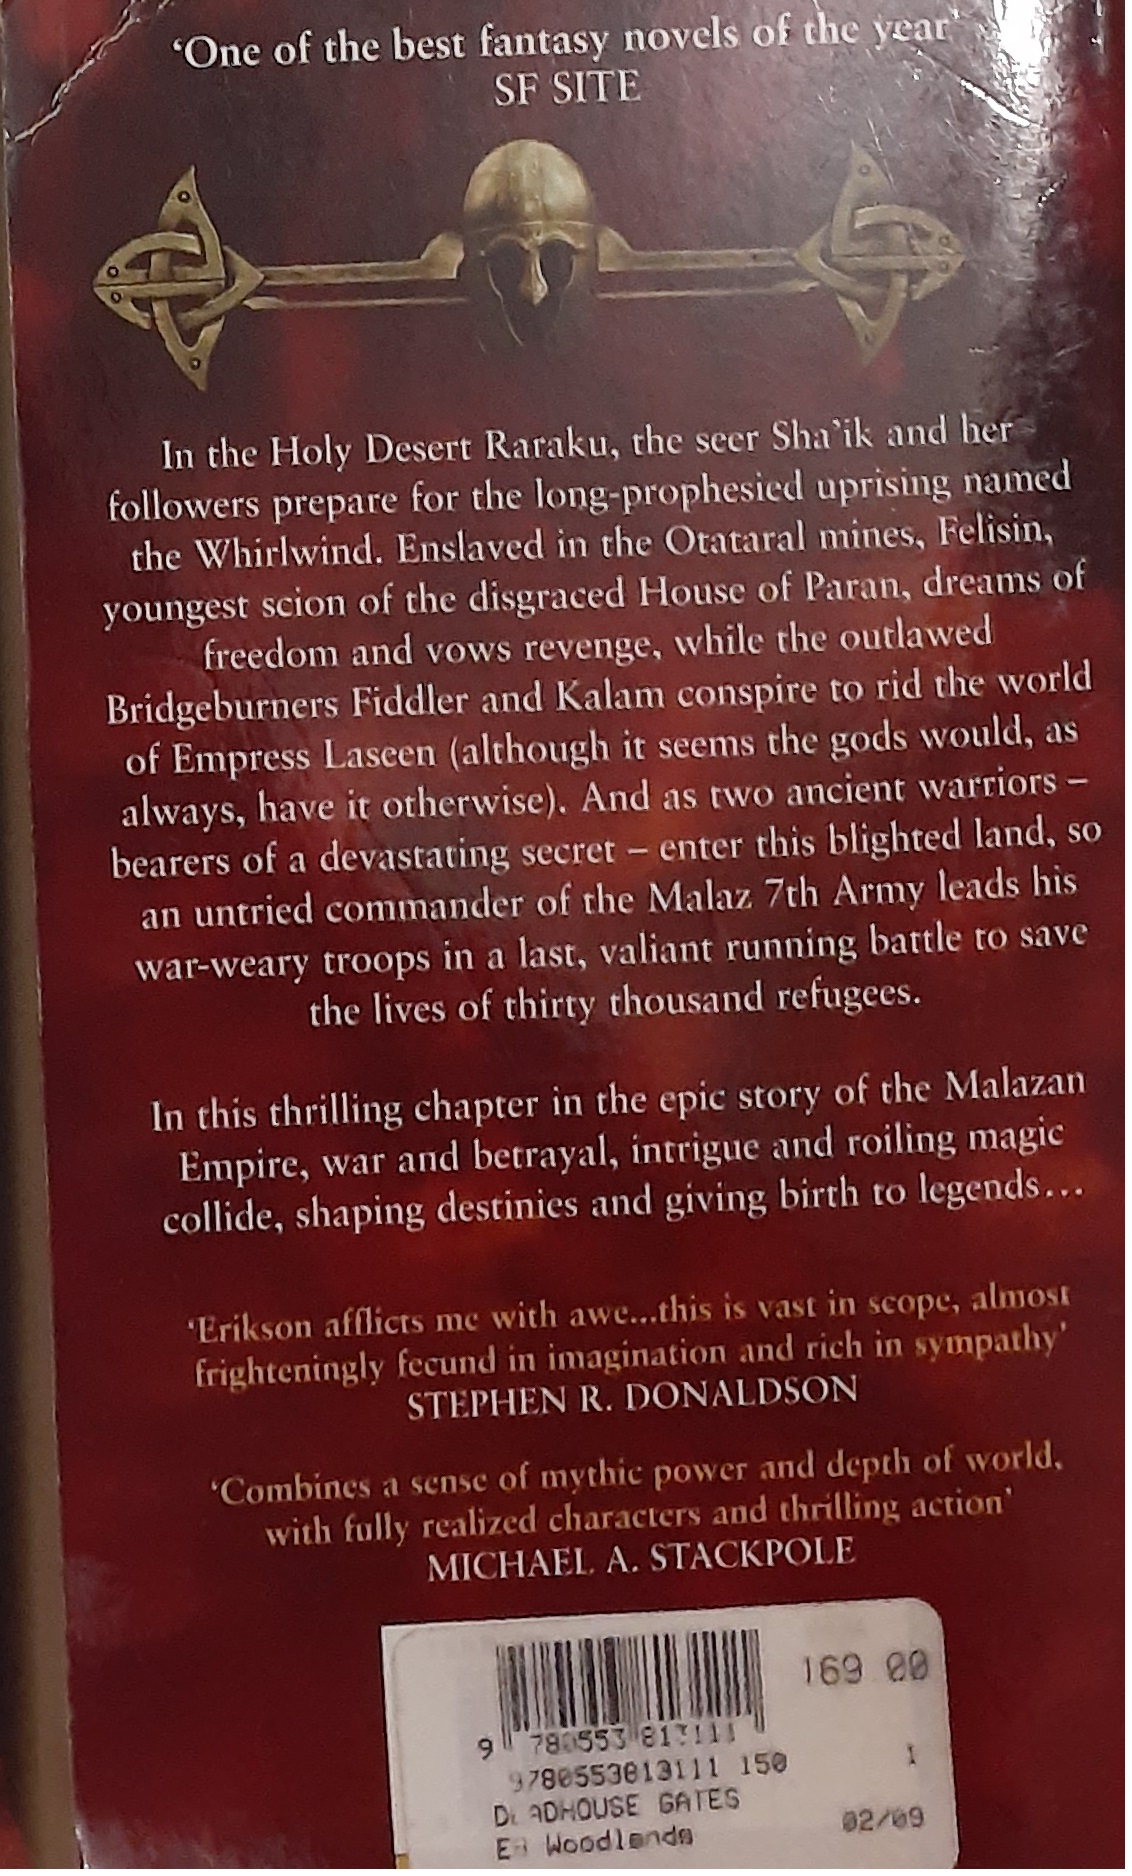 ‘One of the best fantasy novels of the year’
SF SITE
In the Holy Desert Raraku, the seer Sha’ik and her
followers prepare for the long-prophesied uprising named
the Whirlwind. Enslaved in the Otataral mines, Felisin,
youngest scion of the disgraced House of Paran, dreams of
freedom and vows revenge, while the outlawed
Bridgeburners Fiddler and Kalam conspire to rid the world
of Empress Laseen (although it seems the gods would, as
always, have it otherwise). And as two ancient warriors –
bearers of a devastating secret – enter this blighted land, so
an untried commander of the Malaz 7th Army leads his
war-weary troops in a last, valiant running battle to save
the lives of thirty thousand refugees.
In this thrilling chapter in the epic story of the Malazan
Empire, war and betrayal, intrigue and roiling magic
collide, shaping destinies and giving birth to legends...
‘Erikson afflicts me with awe...this is vast in scope, almost
frighteningly fecund in imagination and rich in sympathy’
STEPHEN R. DONALDSON
‘Combines a sense of mythic power and depth of world,
with fully realized characters and thrilling action’
MICHAEL A. STACKPOLE
169 00
9 780553 813111
9780553813111 150 1
DEADHOUSE GATES
Woodlands 02/09